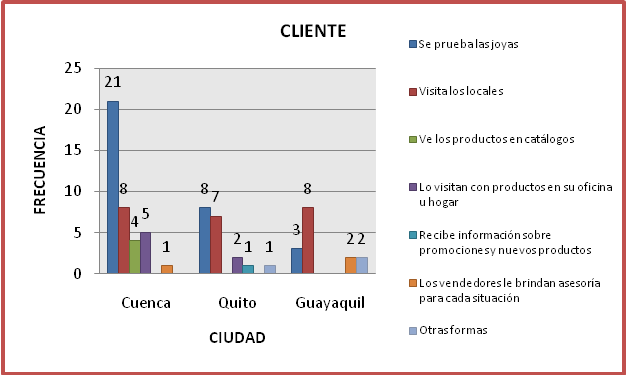 CLIENTE
FRECUENCIA
25
20
15
10
5
0
21
8
4
5
1
8
7
2
1
1
3
8
2
2
Cuenca
Quito
Guayaquil
CIUDAD
Se prueba las joyas
Visita los locales
Ve los productos en catálogos
Lo visitan con productos en su oficina
u hogar
Recibe información sobre
promociones y nuevos productos
Los vendedores le brindan asesoría
para cada situación
Otras formas